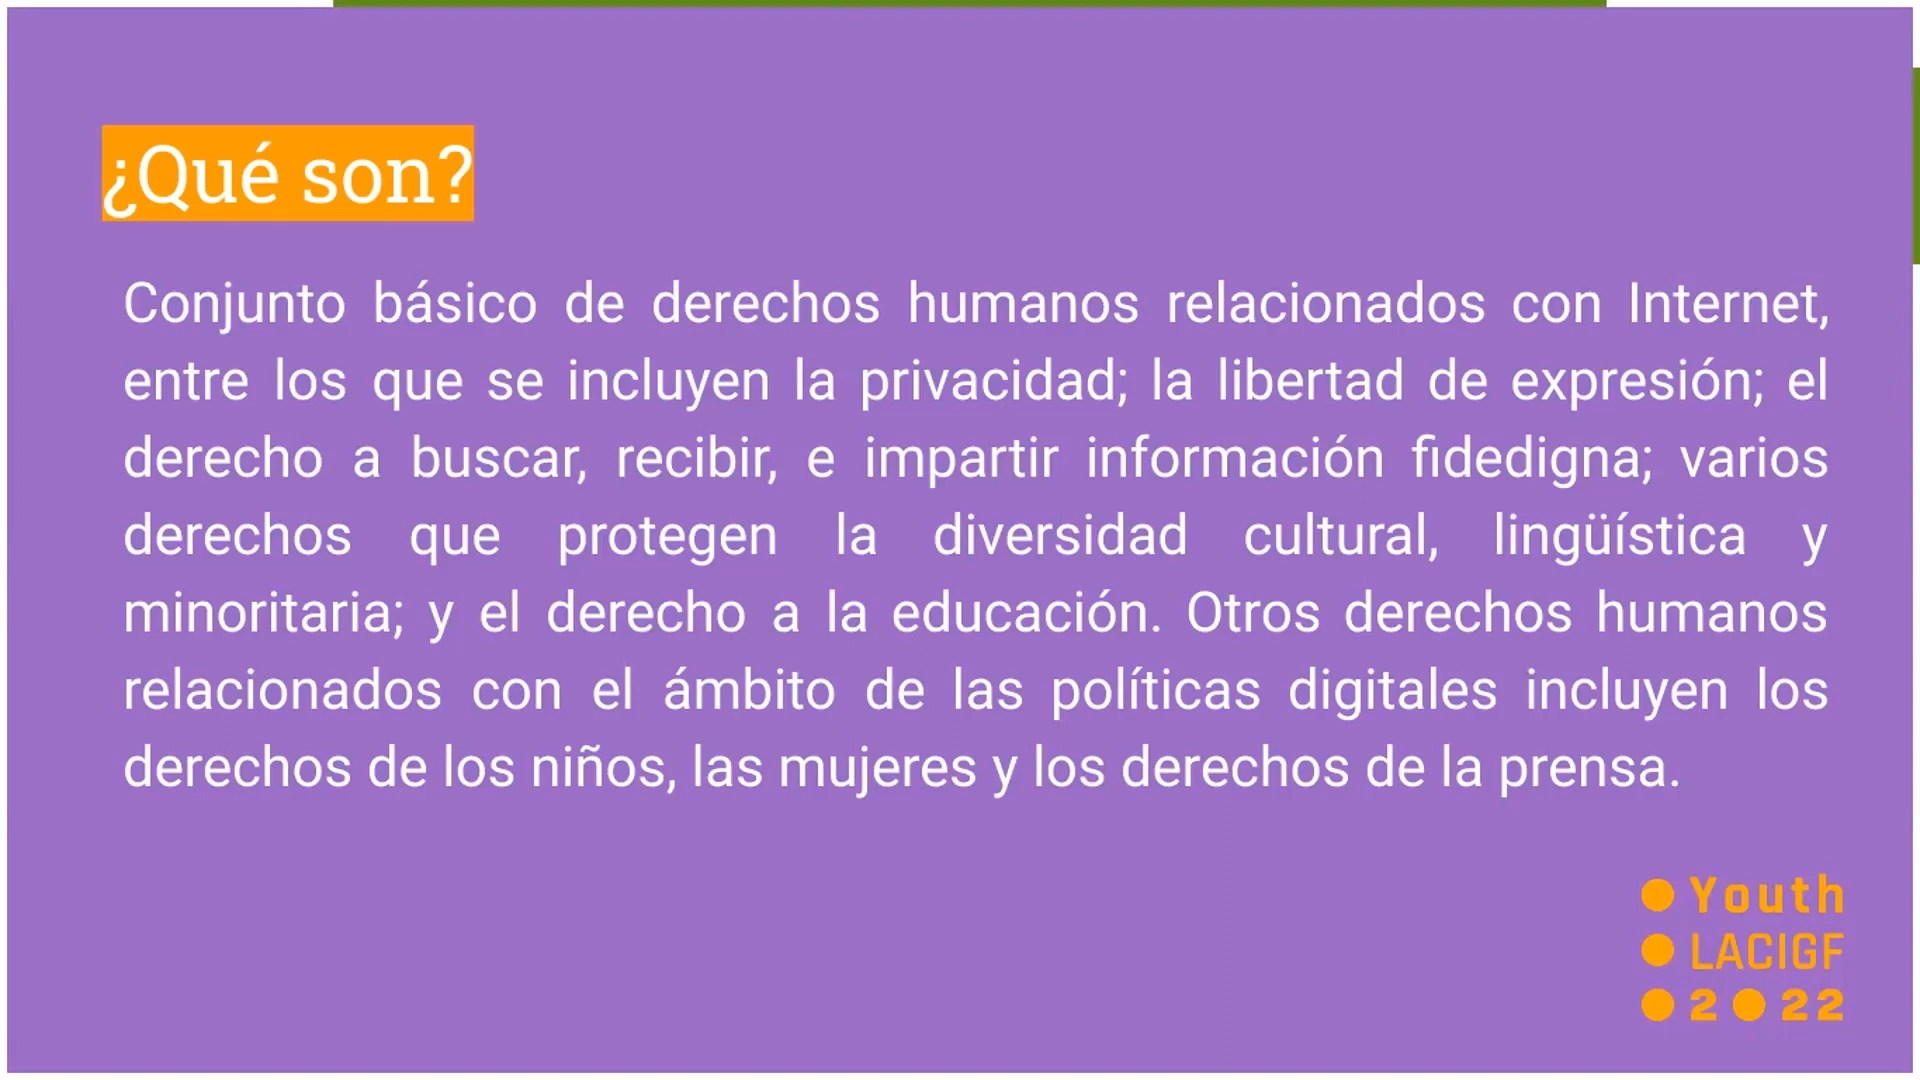 ¿Qué son?
Conjunto básico de derechos humanos relacionados con Internet,
entre los que se incluyen la privacidad; la libertad de expresión; el
derecho a buscar, recibir, e impartir información fidedigna; varios
derechos que protegen la diversidad cultural, lingüística y
minoritaria; y el derecho a la educación. Otros derechos humanos
relacionados con el ámbito de las políticas digitales incluyen los
derechos de los niños, las mujeres y los derechos de la prensa.
Youth
LACIGF
2022